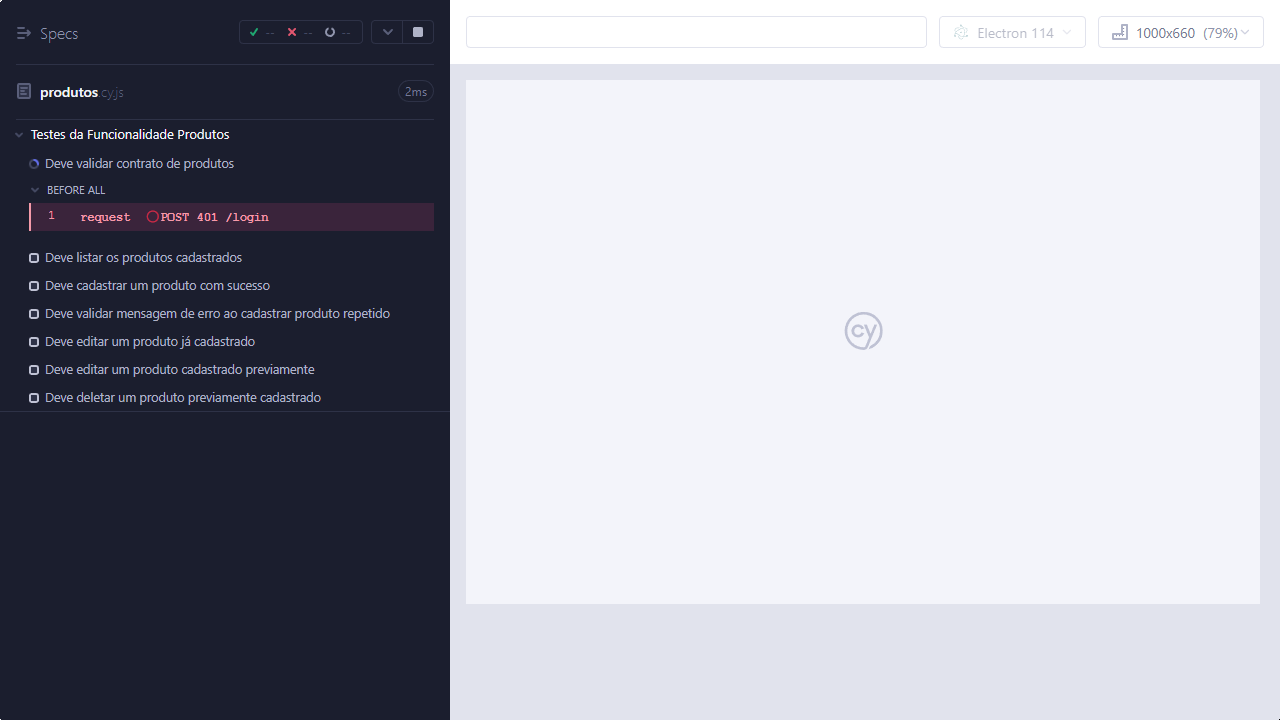 Specs
--
--
--
produtos.cy.js
2ms
Testes da Funcionalidade Produtos
Deve validar contrato de produtos
BEFORE ALL
1 request POST 401 /login
Deve listar os produtos cadastrados
Deve cadastrar um produto com sucesso
Deve validar mensagem de erro ao cadastrar produto repetido
Deve editar um produto já cadastrado
Deve editar um produto cadastrado previamente
Deve deletar um produto previamente cadastrado
Electron 114
1000x660 (79%)
cy